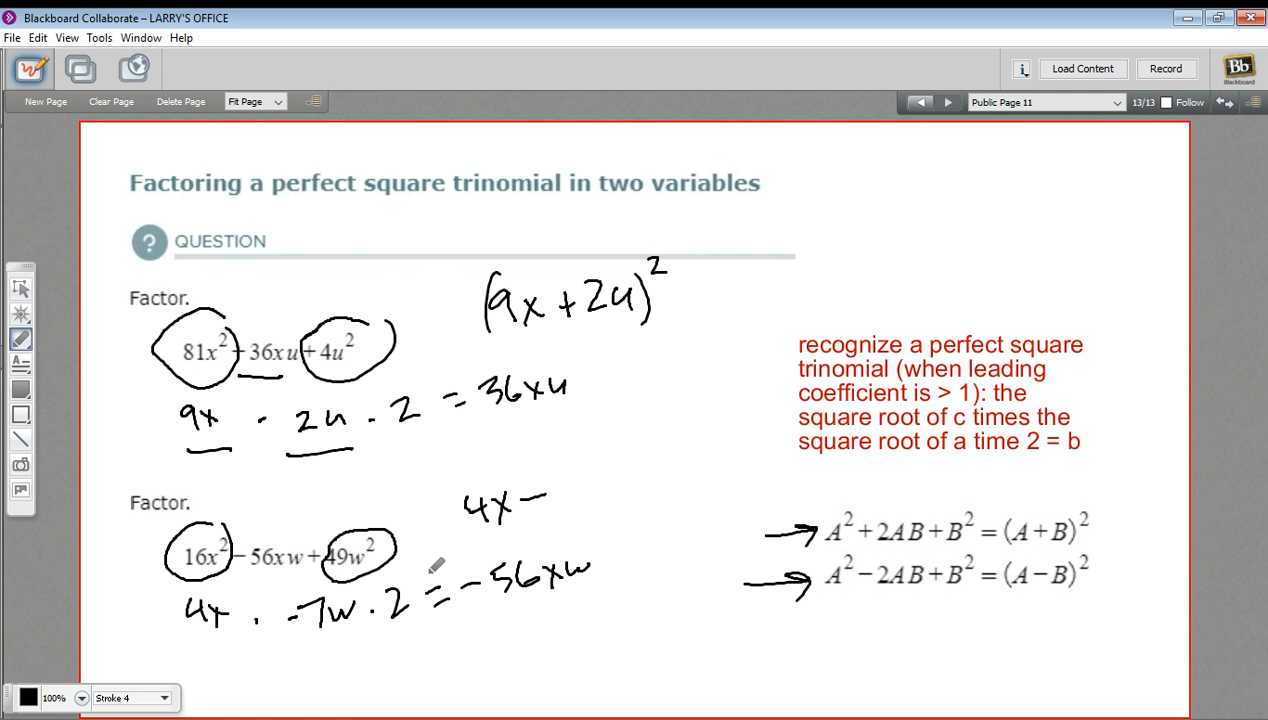 Blackboard Collaborate – LARRY'S OFFICE
File Edit View Tools Window Help
Load Content Record Bb Blackboard
New Page Clear Page Delete Page Fit Page Public Page 11 13/13 Follow
Factoring a perfect square trinomial in two variables
? QUESTION
(9x + 2u)²
Factor.
81x² + 36xu + 4u²
9x · 2u · 2 = 36xu
recognize a perfect square
trinomial (when leading
coefficient is > 1): the
square root of c times the
square root of a time 2 = b
Factor.
4x −
16x² − 56xw + 49w²
4x · -7w · 2 = -56xw
A² + 2AB + B² = (A + B)²
A² − 2AB + B² = (A − B)²
100% Stroke 4